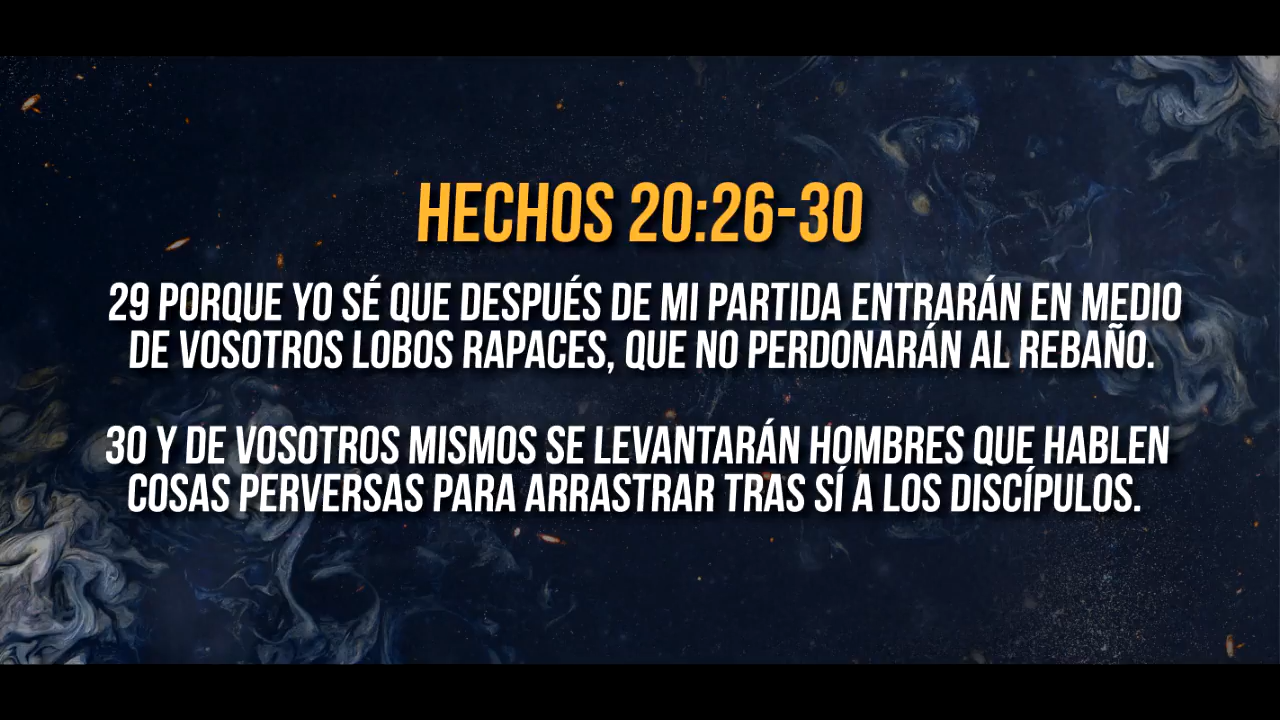 HECHOS 20:26-30
29 PORQUE YO SÉ QUE DESPUÉS DE MI PARTIDA ENTRARÁN EN MEDIO
DE VOSOTROS LOBOS RAPACES, QUE NO PERDONARÁN AL REBAÑO.
30 Y DE VOSOTROS MISMOS SE LEVANTARÁN HOMBRES QUE HABLEN
COSAS PERVERSAS PARA ARRASTRAR TRAS SÍ A LOS DISCÍPULOS.